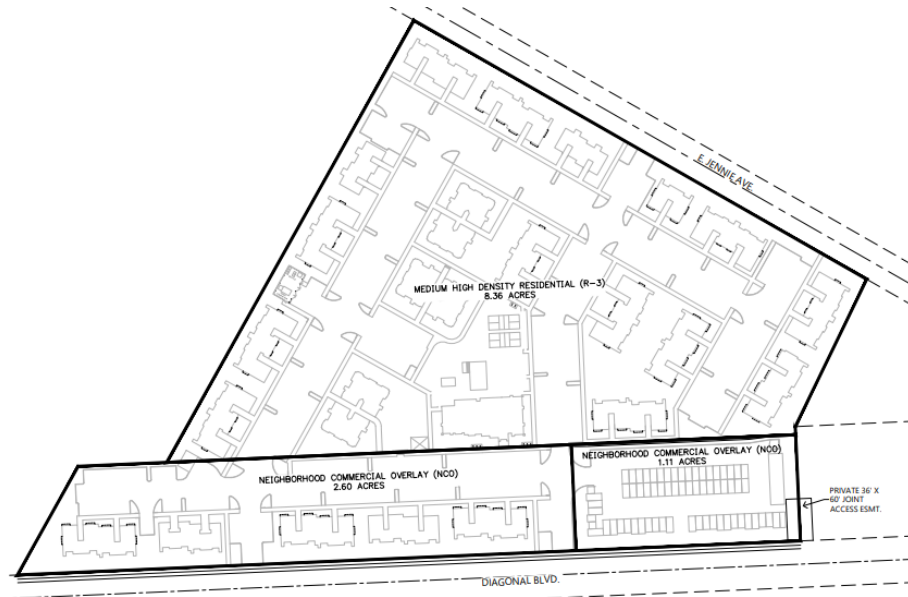 E. JENNIE AVE.
MEDIUM HIGH DENSITY RESIDENTIAL (R-3)
8.36 ACRES
NEIGHBORHOOD COMMERCIAL OVERLAY (NCO)
1.11 ACRES
NEIGHBORHOOD COMMERCIAL OVERLAY (NCO)
2.60 ACRES
PRIVATE 36' X
60' JOINT
ACCESS ESMT.
DIAGONAL BLVD.